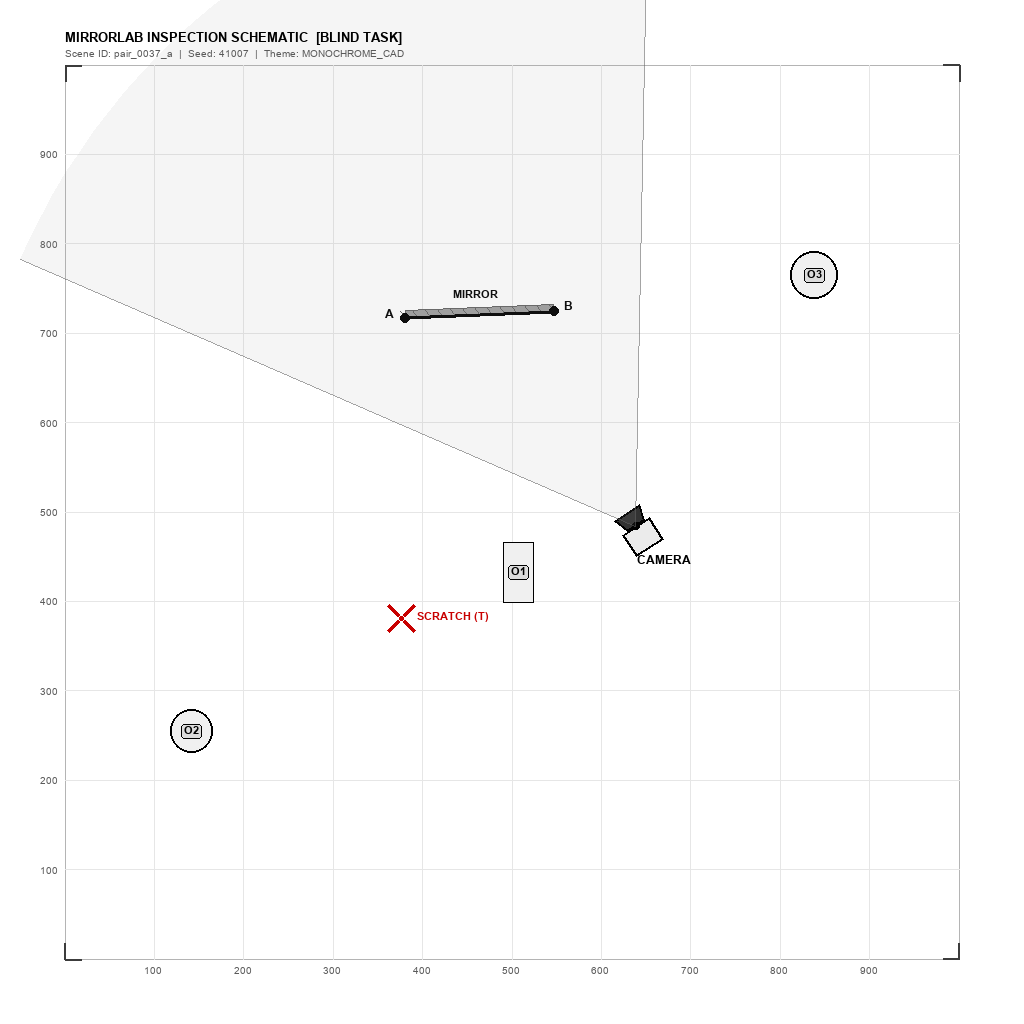 MIRRORLAB INSPECTION SCHEMATIC [BLIND TASK]
Scene ID: pair_0037_a | Seed: 41007 | Theme: MONOCHROME_CAD
900
800
O3
MIRROR
A
B
700
600
500
CAMERA
O1
400
SCRATCH (T)
300
O2
200
100
100 200 300 400 500 600 700 800 900